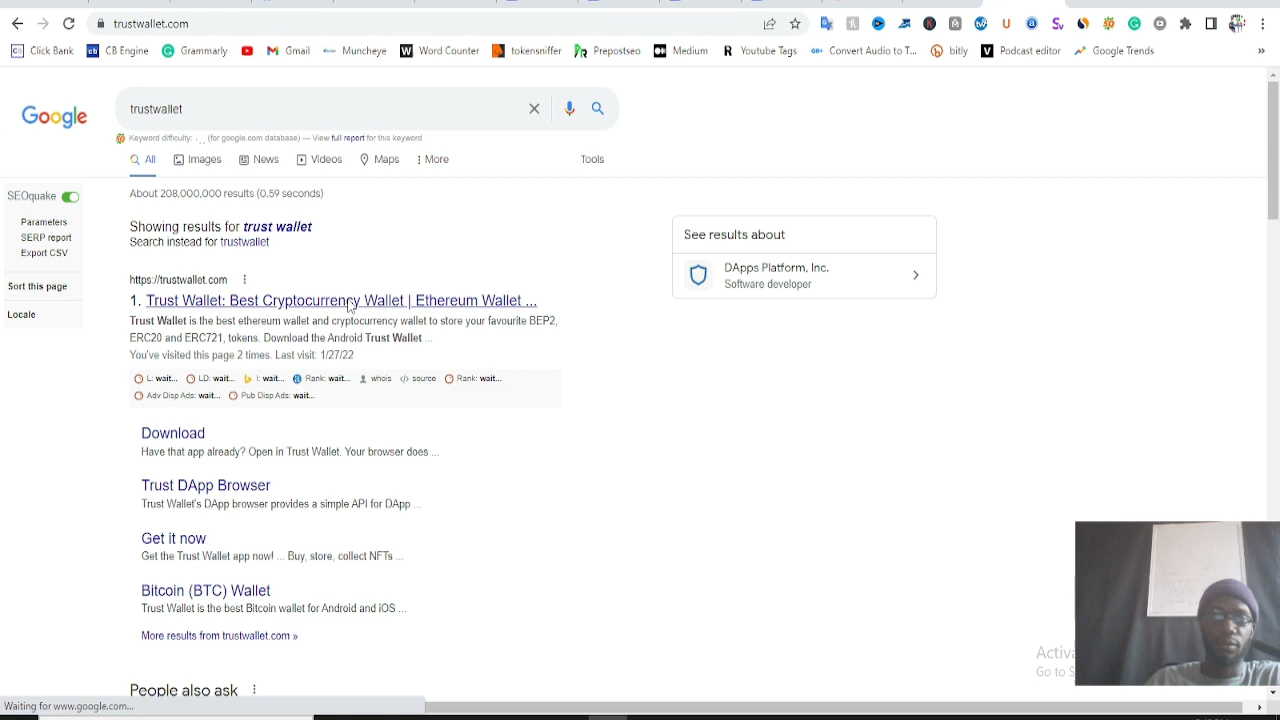 trustwallet.com
Click Bank CB Engine Grammarly Gmail Muncheye Word Counter tokensniffer Prepostseo Medium Youtube Tags Convert Audio to T... bitly Podcast editor Google Trends »
Google
trustwallet
Keyword difficulty: ... (for google.com database) — View full report for this keyword
All Images News Videos Maps More Tools
About 208,000,000 results (0.59 seconds)
SEOquake
Parameters
SERP report
Export CSV
Sort this page
Locale
Showing results for trust wallet
Search instead for trustwallet
https://trustwallet.com
1. Trust Wallet: Best Cryptocurrency Wallet | Ethereum Wallet ...
Trust Wallet is the best ethereum wallet and cryptocurrency wallet to store your favourite BEP2,
ERC20 and ERC721, tokens. Download the Android Trust Wallet ...
You've visited this page 2 times. Last visit: 1/27/22
L: wait... LD: wait... I: wait... Rank: wait... whois source Rank: wait...
Adv Disp Ads: wait... Pub Disp Ads: wait...
Download
Have that app already? Open in Trust Wallet. Your browser does ...
Trust DApp Browser
Trust Wallet's DApp browser provides a simple API for DApp ...
Get it now
Get the Trust Wallet app now! ... Buy, store, collect NFTs ...
Bitcoin (BTC) Wallet
Trust Wallet is the best Bitcoin wallet for Android and iOS ...
More results from trustwallet.com »
People also ask
See results about
DApps Platform, Inc.
Software developer
Activa
Go to S
Waiting for www.google.com...